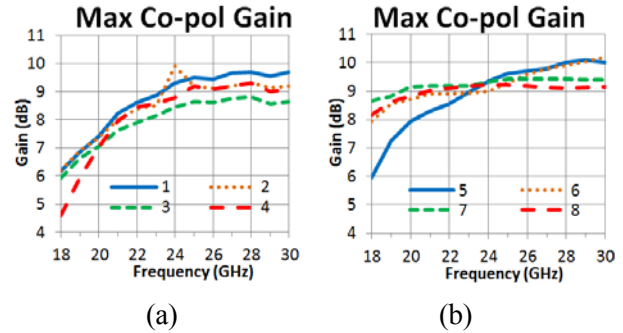 Max Co-pol Gain
11
10
9
8
7
6
5
4
Gain (dB)
1 2
3 4
18 20 22 24 26 28 30
Frequency (GHz)
(a)
Max Co-pol Gain
11
10
9
8
7
6
5
4
Gain (dB)
5 6
7 8
18 20 22 24 26 28 30
Frequency (GHz)
(b)